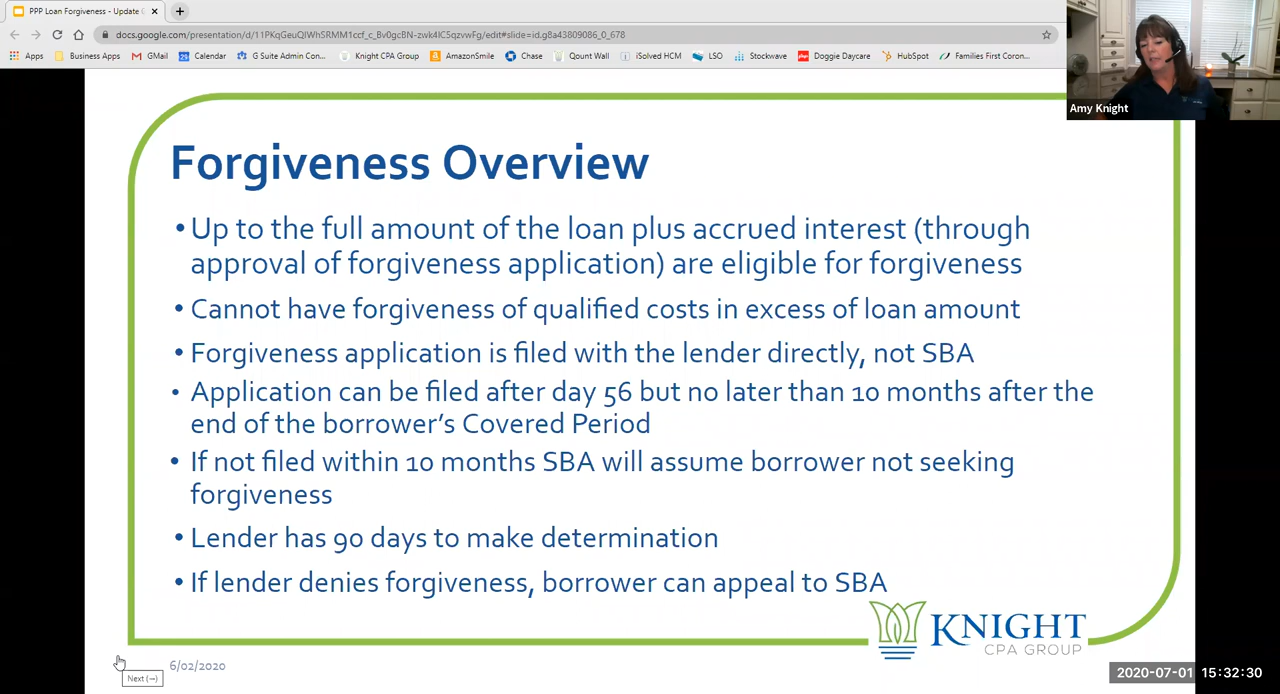 PPP Loan Forgiveness - Update
docs.google.com/presentation/d/11PKqGeuQIWhSRMM1ccf_c_Bv0gcBN-zwk4IC5qzvwFg/edit#slide=id.g8a43809086_0_678
Apps Business Apps GMail Calendar G Suite Admin Con... Knight CPA Group AmazonSmile Chase Qount Wall iSolved HCM LSO Stockwave Doggie Daycare HubSpot Families First Coron...
Amy Knight
Forgiveness Overview
• Up to the full amount of the loan plus accrued interest (through
approval of forgiveness application) are eligible for forgiveness
• Cannot have forgiveness of qualified costs in excess of loan amount
• Forgiveness application is filed with the lender directly, not SBA
• Application can be filed after day 56 but no later than 10 months after the
end of the borrower's Covered Period
• If not filed within 10 months SBA will assume borrower not seeking
forgiveness
• Lender has 90 days to make determination
• If lender denies forgiveness, borrower can appeal to SBA
KNIGHT
CPA GROUP
6/02/2020
Next (→)
2020-07-01 15:32:30